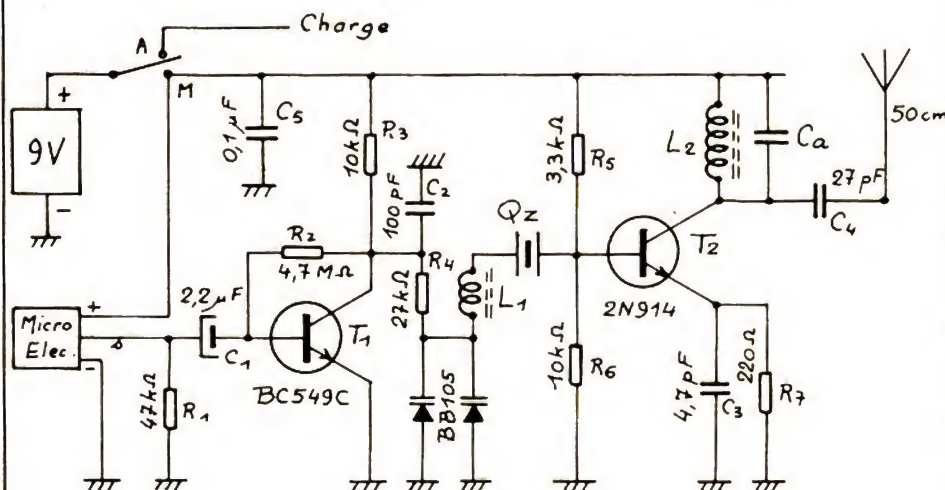 Charge
A
M
+
9V
-
0,1 µF
C5
10kΩ
R3
100pF
C2
3,3kΩ
R5
L2
Ca
50cm
27pF
C4
Qz
T2
2N914
R2
4,7MΩ
R4
27kΩ
L1
2,2µF
C1
T1
BC549C
Micro
Elec.
+
s
-
47kΩ
R1
BB105
10kΩ
R6
4,7pF
C3
220Ω
R7